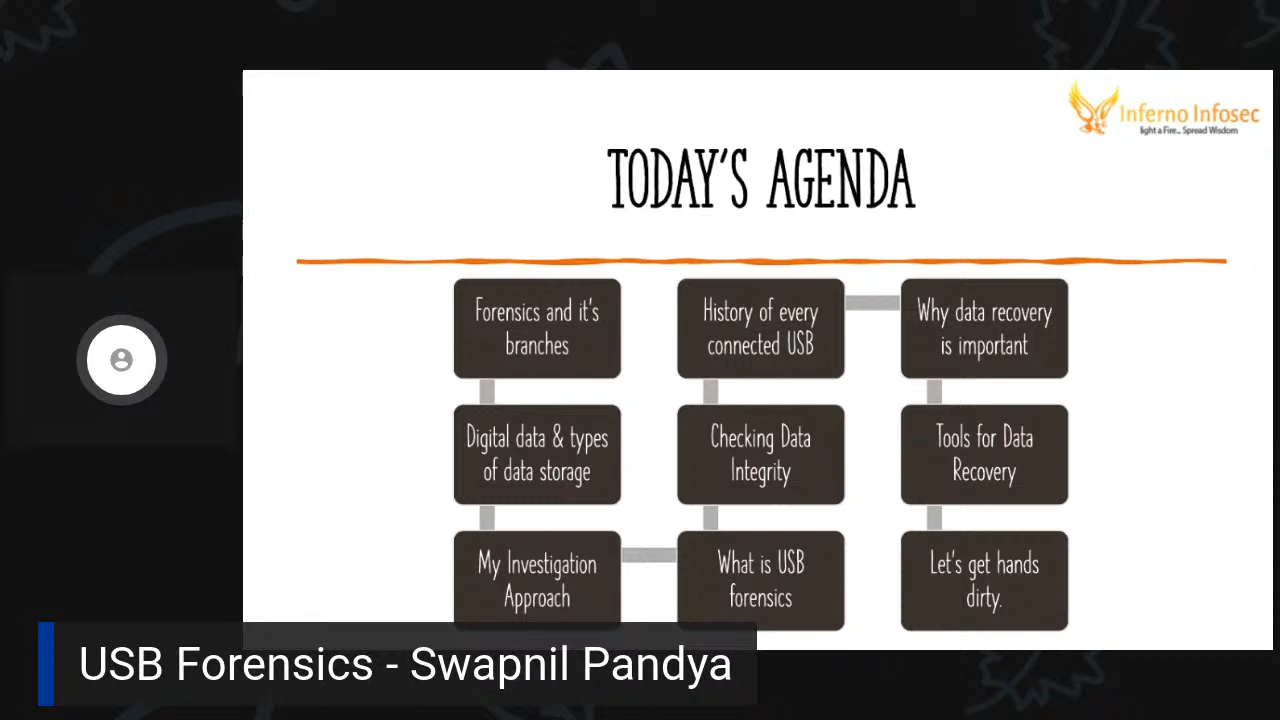 Inferno Infosec
light a Fire... Spread Wisdom
TODAY'S AGENDA
Forensics and it's
branches
Digital data & types
of data storage
My Investigation
Approach
What is USB
forensics
Checking Data
Integrity
History of every
connected USB
Why data recovery
is important
Tools for Data
Recovery
Let's get hands
dirty.
USB Forensics - Swapnil Pandya